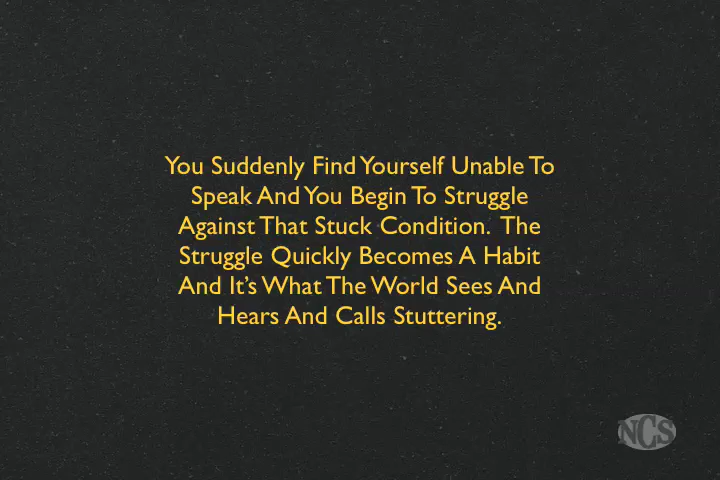 You Suddenly Find Yourself Unable To
Speak And You Begin To Struggle
Against That Stuck Condition. The
Struggle Quickly Becomes A Habit
And It's What The World Sees And
Hears And Calls Stuttering.
NCS